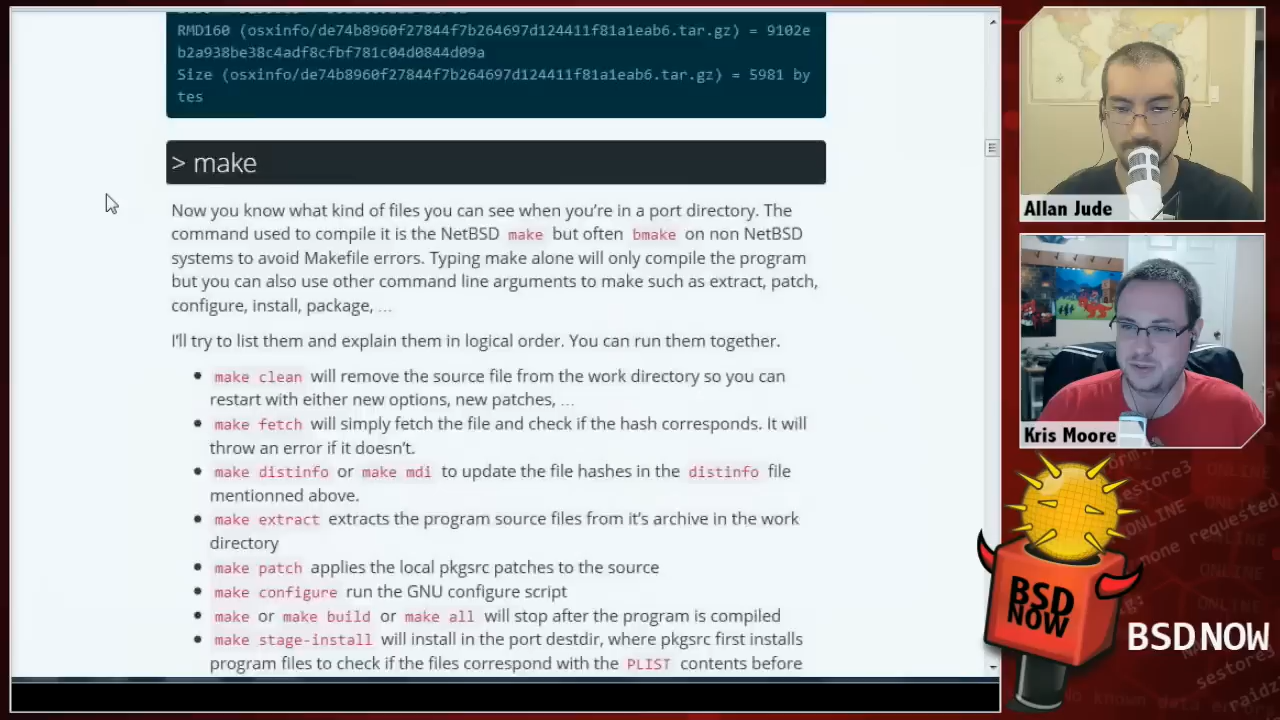 RMD160 (osxinfo/de74b8960f27844f7b264697d124411f81a1eab6.tar.gz) = 9102e
b2a938be38c4adf8cfbf781c04d0844d09a
Size (osxinfo/de74b8960f27844f7b264697d124411f81a1eab6.tar.gz) = 5981 by
tes
> make
Now you know what kind of files you can see when you're in a port directory. The
command used to compile it is the NetBSD make but often bmake on non NetBSD
systems to avoid Makefile errors. Typing make alone will only compile the program
but you can also use other command line arguments to make such as extract, patch,
configure, install, package, …
I'll try to list them and explain them in logical order. You can run them together.
• make clean will remove the source file from the work directory so you can
restart with either new options, new patches, …
• make fetch will simply fetch the file and check if the hash corresponds. It will
throw an error if it doesn't.
• make distinfo or make mdi to update the file hashes in the distinfo file
mentionned above.
• make extract extracts the program source files from it's archive in the work
directory
• make patch applies the local pkgsrc patches to the source
• make configure run the GNU configure script
• make or make build or make all will stop after the program is compiled
• make stage-install will install in the port destdir, where pkgsrc first installs
program files to check if the files correspond with the PLIST contents before
Allan Jude
Kris Moore
BSD
NOW
BSD NOW